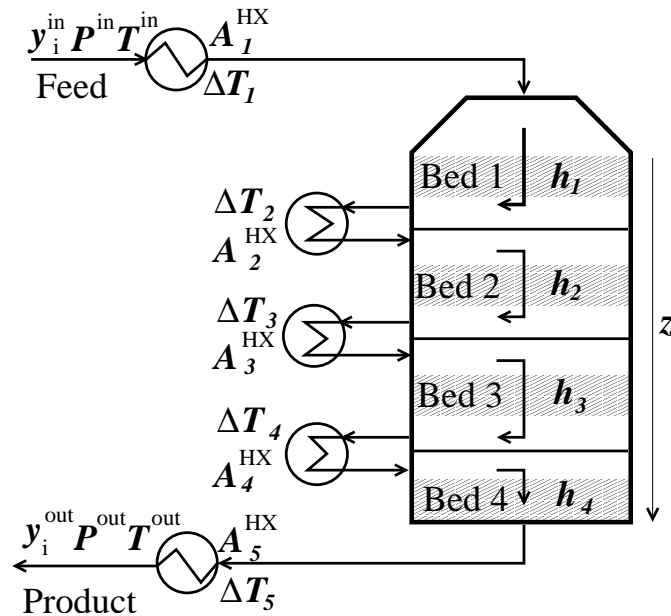 y_i^in P^in T^in A_1^HX
Feed ΔT_1
Bed 1 h_1
ΔT_2
A_2^HX
Bed 2 h_2
ΔT_3
A_3^HX
z
Bed 3 h_3
ΔT_4
A_4^HX
Bed 4 h_4
y_i^out P^out T^out A_5^HX
Product ΔT_5